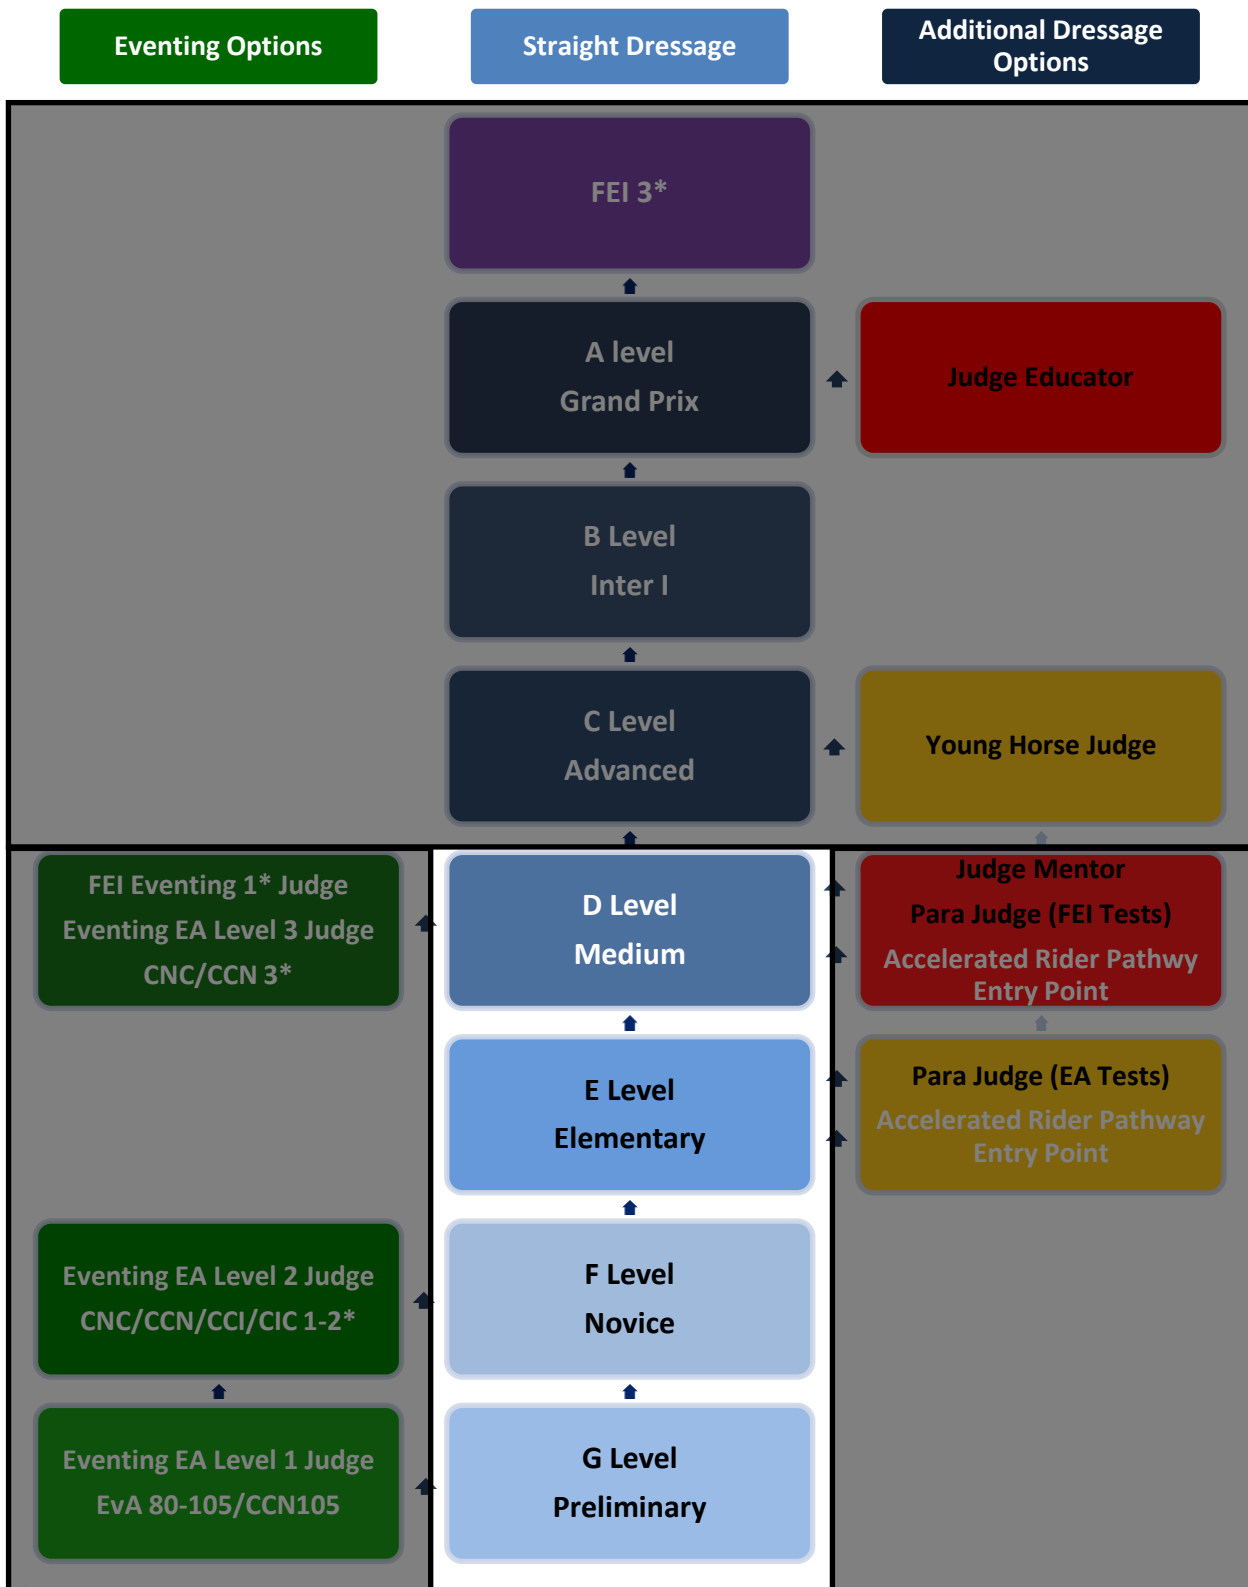 Eventing Options
Straight Dressage
Additional Dressage
Options
FEI 3*
A level
Grand Prix
Judge Educator
B Level
Inter I
C Level
Advanced
Young Horse Judge
FEI Eventing 1* Judge
Eventing EA Level 3 Judge
CNC/CCN 3*
D Level
Medium
Judge Mentor
Para Judge (FEI Tests)
Accelerated Rider Pathwy
Entry Point
E Level
Elementary
Para Judge (EA Tests)
Accelerated Rider Pathway
Entry Point
Eventing EA Level 2 Judge
CNC/CCN/CCI/CIC 1-2*
F Level
Novice
Eventing EA Level 1 Judge
EvA 80-105/CCN105
G Level
Preliminary